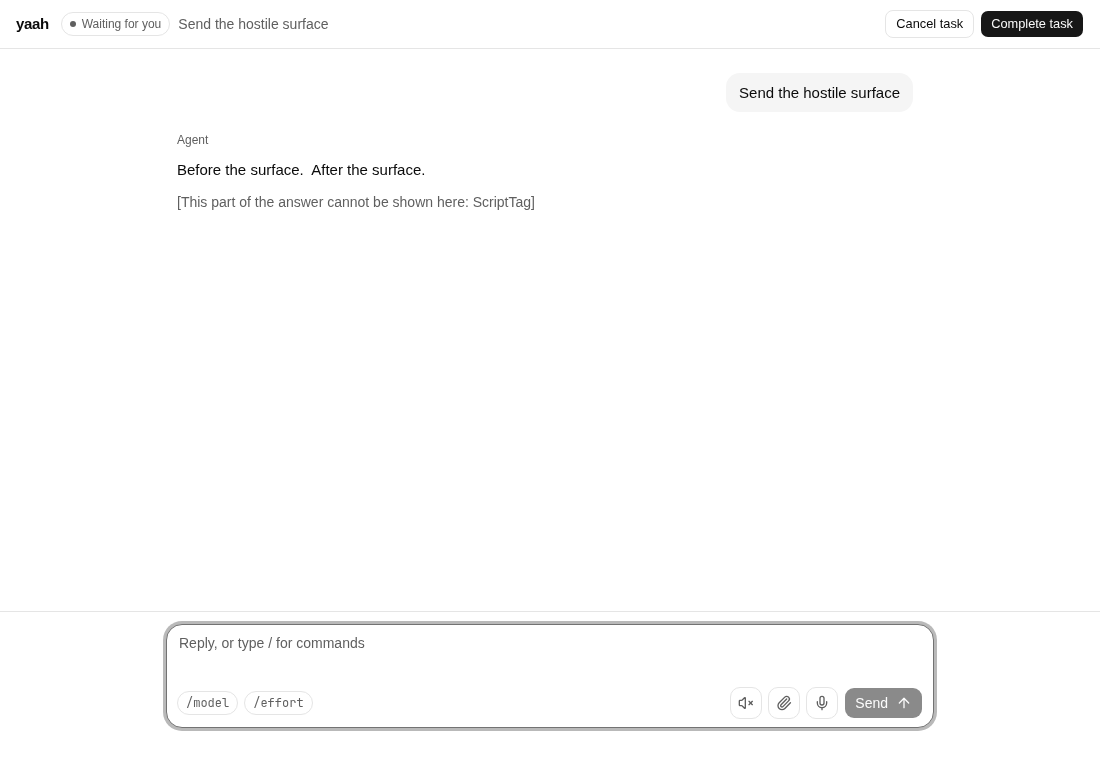 yaah Waiting for you Send the hostile surface Cancel task Complete task
Send the hostile surface
Agent
Before the surface. After the surface.
[This part of the answer cannot be shown here: ScriptTag]
Reply, or type / for commands
/model /effort Send